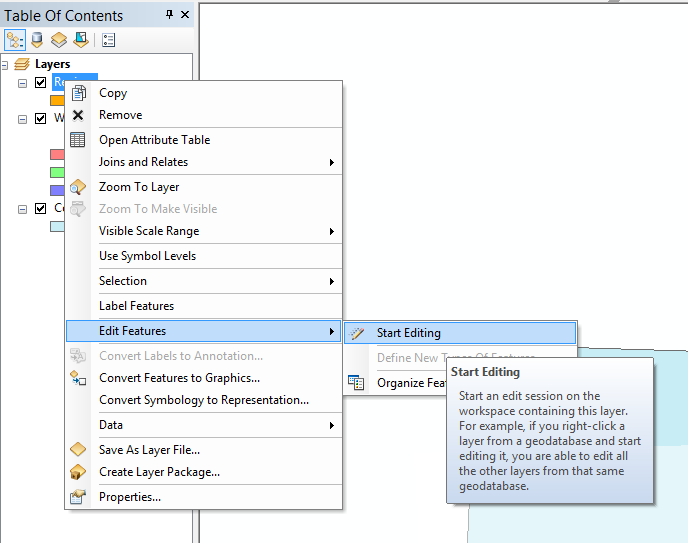 Table Of Contents
Layers
Copy
Remove
Open Attribute Table
Joins and Relates
Zoom To Layer
Zoom To Make Visible
Visible Scale Range
Use Symbol Levels
Selection
Label Features
Edit Features
Convert Labels to Annotation...
Convert Features to Graphics...
Convert Symbology to Representation...
Data
Save As Layer File...
Create Layer Package...
Properties...
Start Editing
Define New Types Of Features...
Organize
Start Editing
Start an edit session on the
workspace containing this layer.
For example, if you right-click a
layer from a geodatabase and start
editing it, you are able to edit all
the other layers from that same
geodatabase.